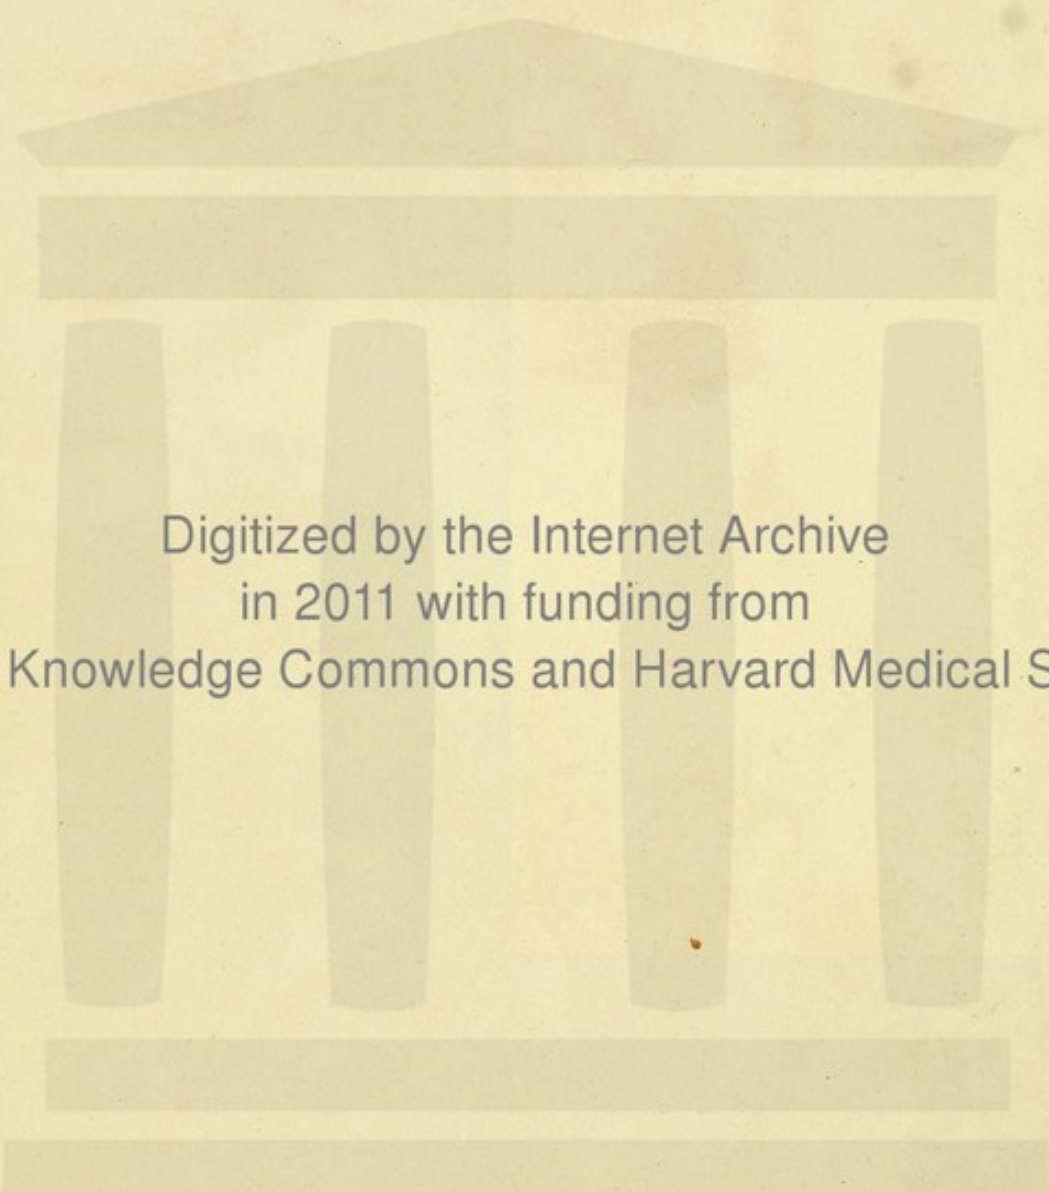 Digitized by the Internet Archive
in 2011 with funding from
Knowledge Commons and Harvard Medical S